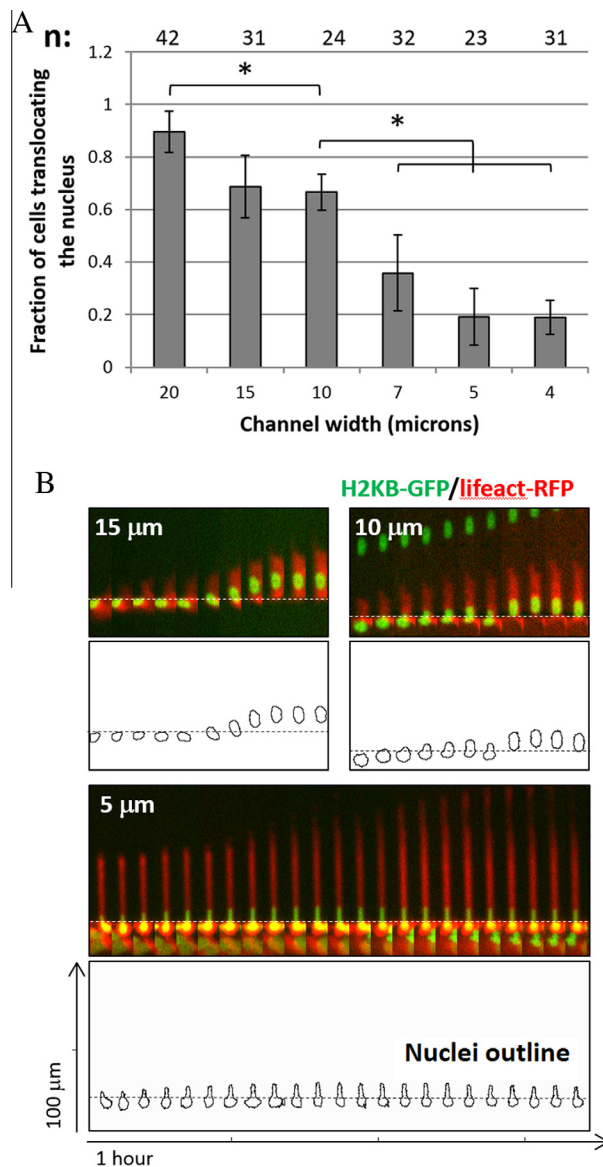 A
n: 42 31 24 32 23 31
1.2
1
0.8
0.6
0.4
0.2
0
* *
Fraction of cells translocating
the nucleus
20 15 10 7 5 4
Channel width (microns)
B
H2KB-GFP/lifeact-RFP
15 μm 10 μm
5 μm
Nuclei outline
100 μm
1 hour